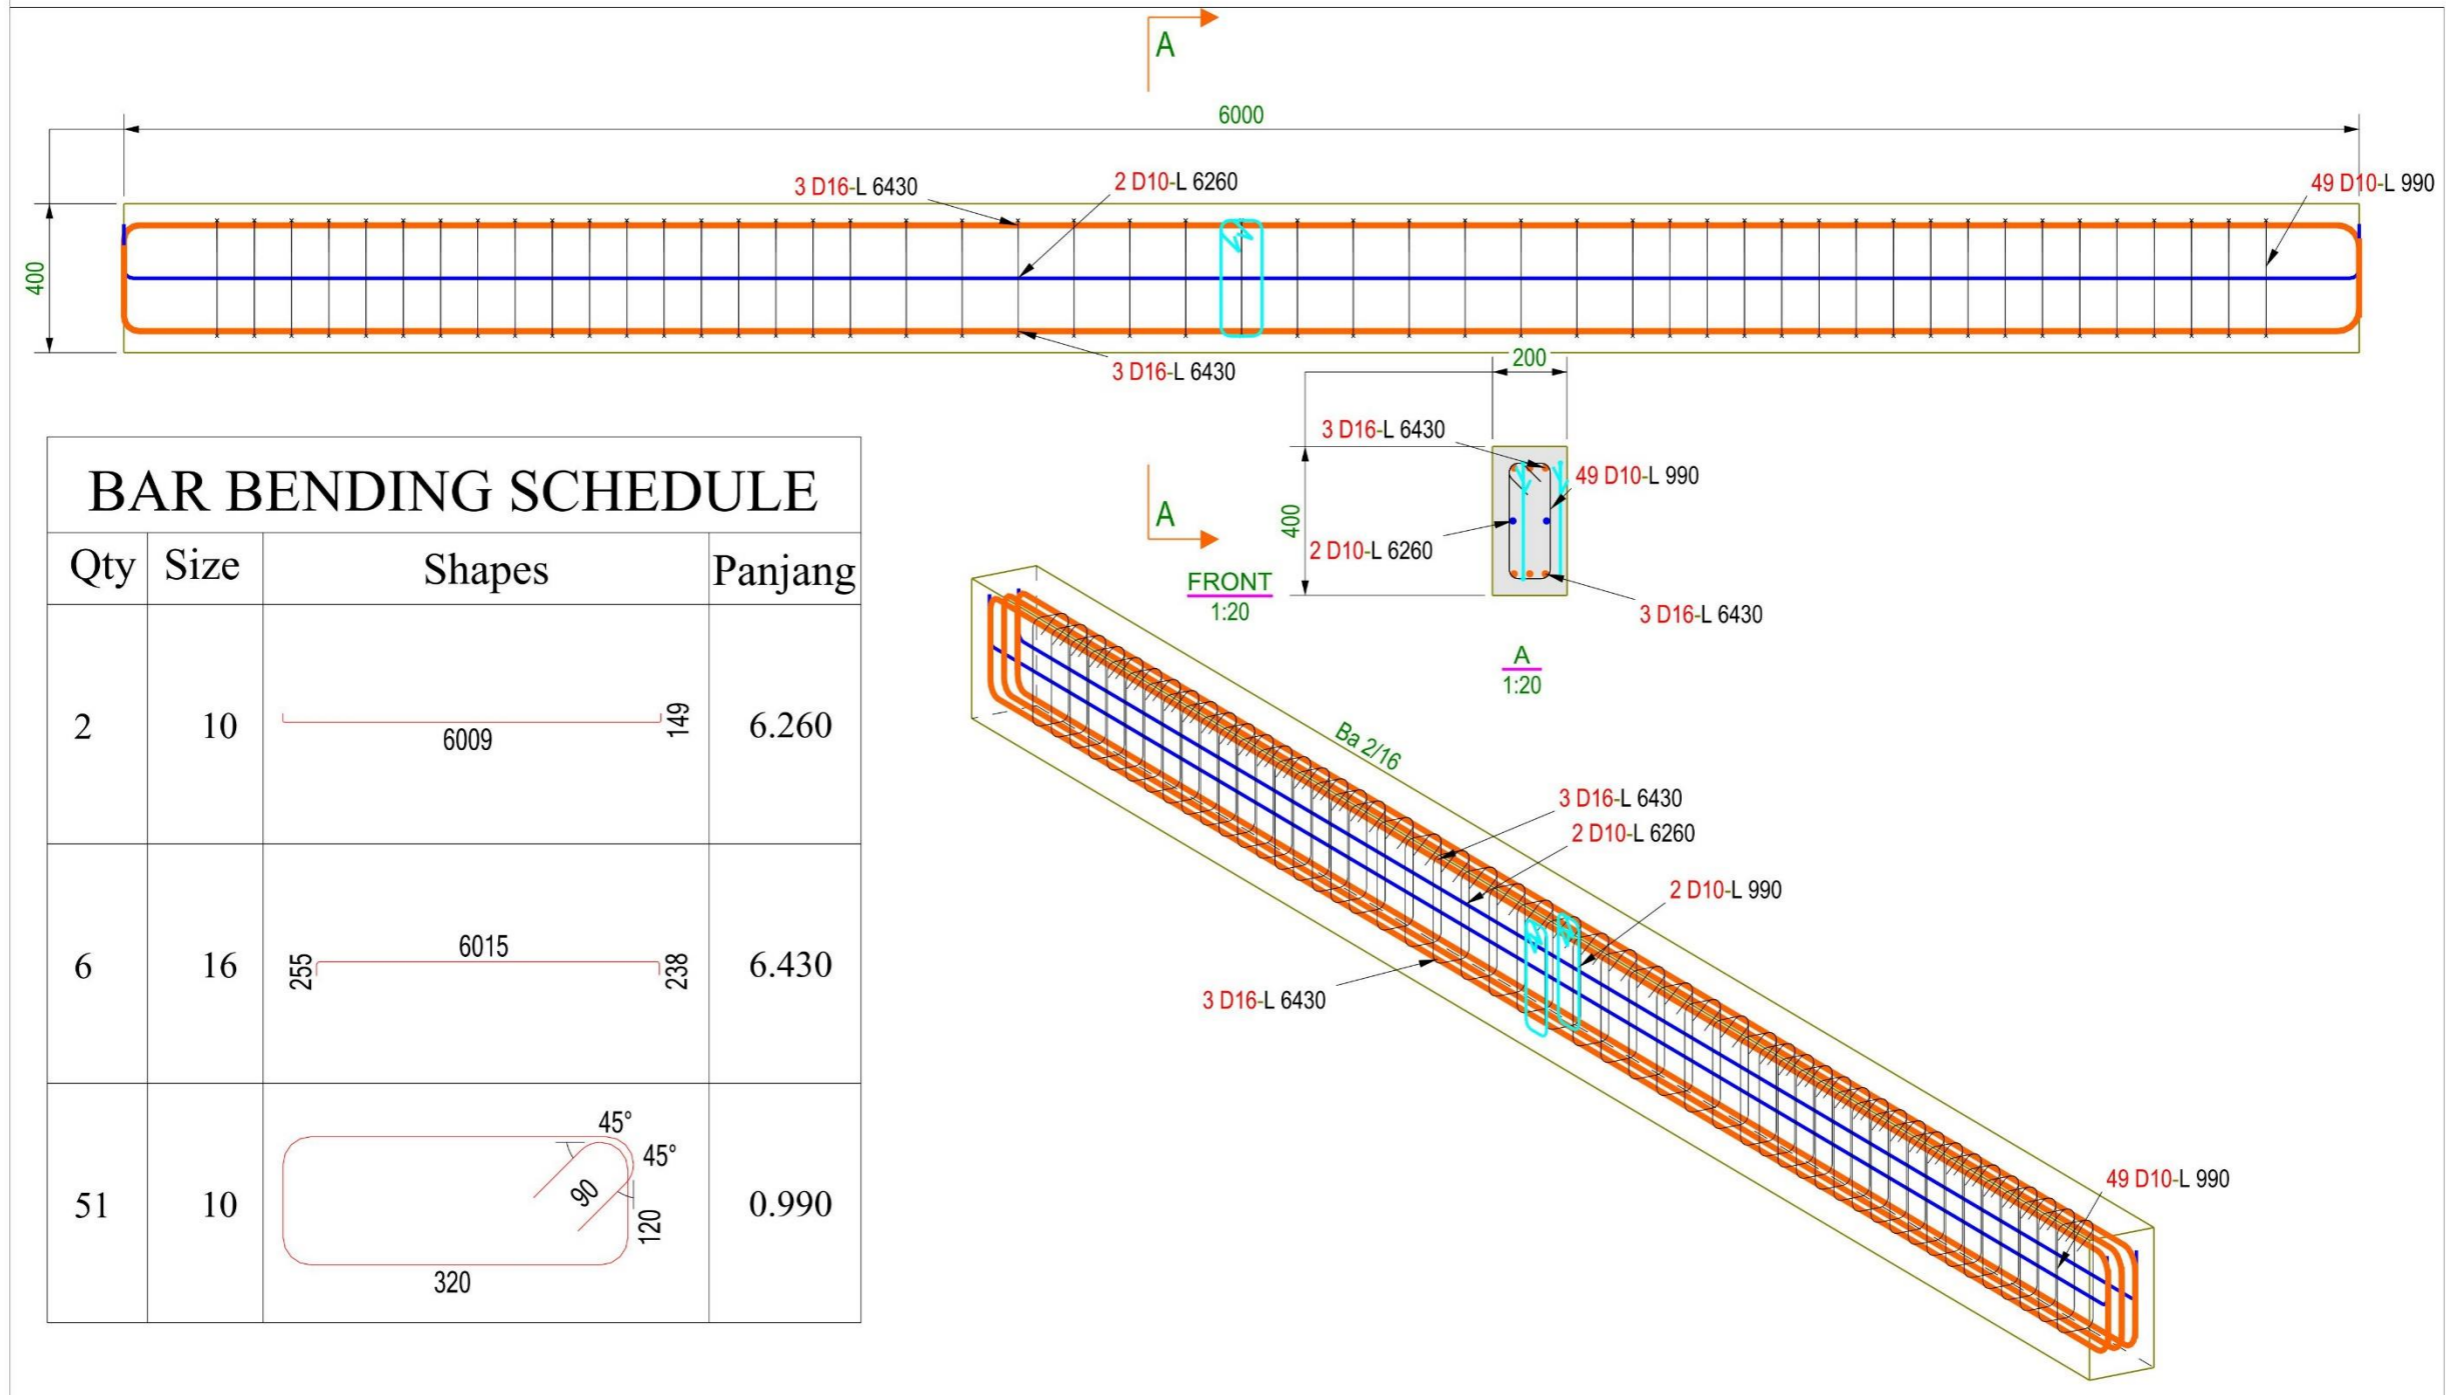 A
6000
3 D16-L 6430
2 D10-L 6260
49 D10-L 990
400
3 D16-L 6430
200
3 D16-L 6430
49 D10-L 990
A
400
2 D10-L 6260
FRONT
1:20
3 D16-L 6430
A
1:20
BAR BENDING SCHEDULE
Qty Size Shapes Panjang
2 10 6009 149 6.260
6 16 255 6015 238 6.430
51 10 45° 45° 90 120 320 0.990
Ba 2/16
3 D16-L 6430
2 D10-L 6260
2 D10-L 990
3 D16-L 6430
49 D10-L 990